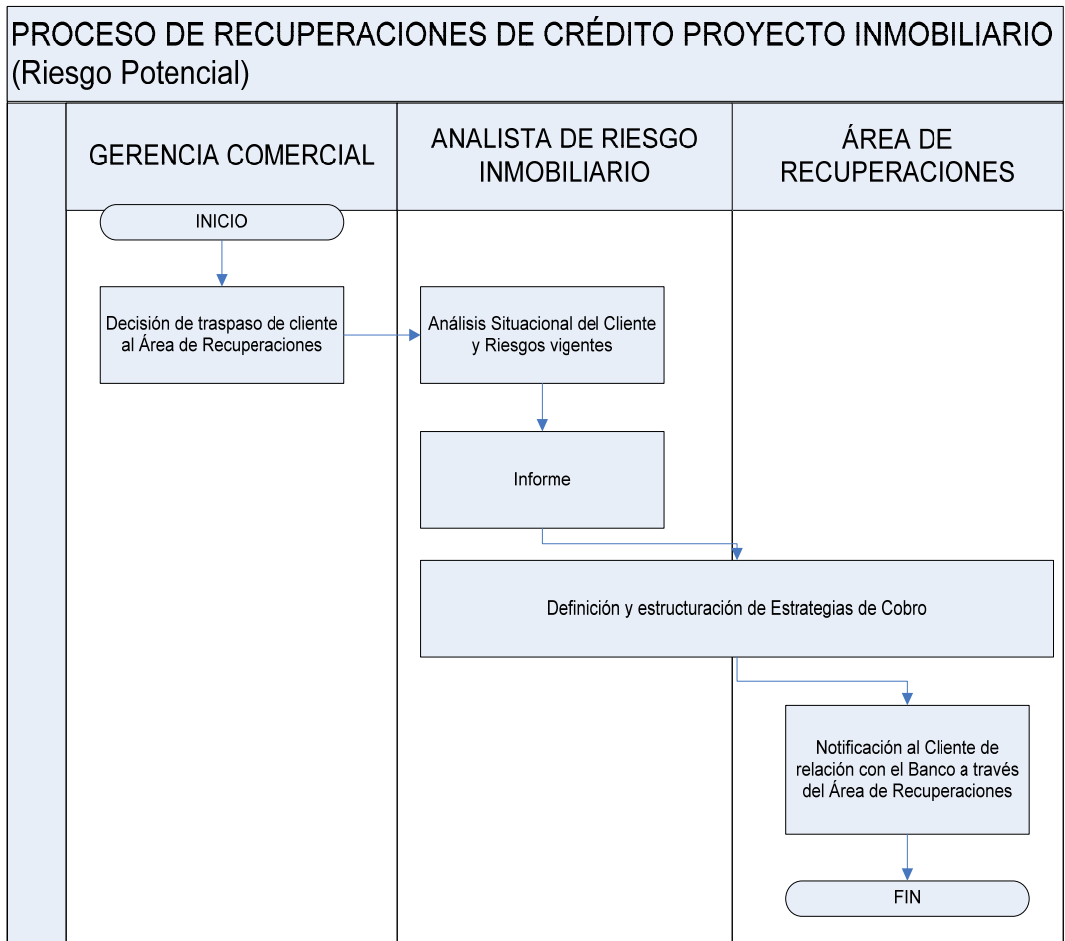 PROCESO DE RECUPERACIONES DE CRÉDITO PROYECTO INMOBILIARIO
(Riesgo Potencial)
GERENCIA COMERCIAL
ANALISTA DE RIESGO
INMOBILIARIO
ÁREA DE
RECUPERACIONES
INICIO
Decisión de traspaso de cliente
al Área de Recuperaciones
Análisis Situacional del Cliente
y Riesgos vigentes
Informe
Definición y estructuración de Estrategias de Cobro
Notificación al Cliente de
relación con el Banco a través
del Área de Recuperaciones
FIN